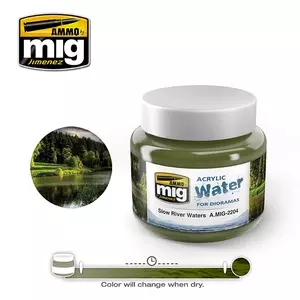 AMMO by
mig
Jimenez
AMMO
mig
ACRYLIC
Water
FOR DIORAMAS
Slow River Waters A.MIG-2204
Color will change when dry.